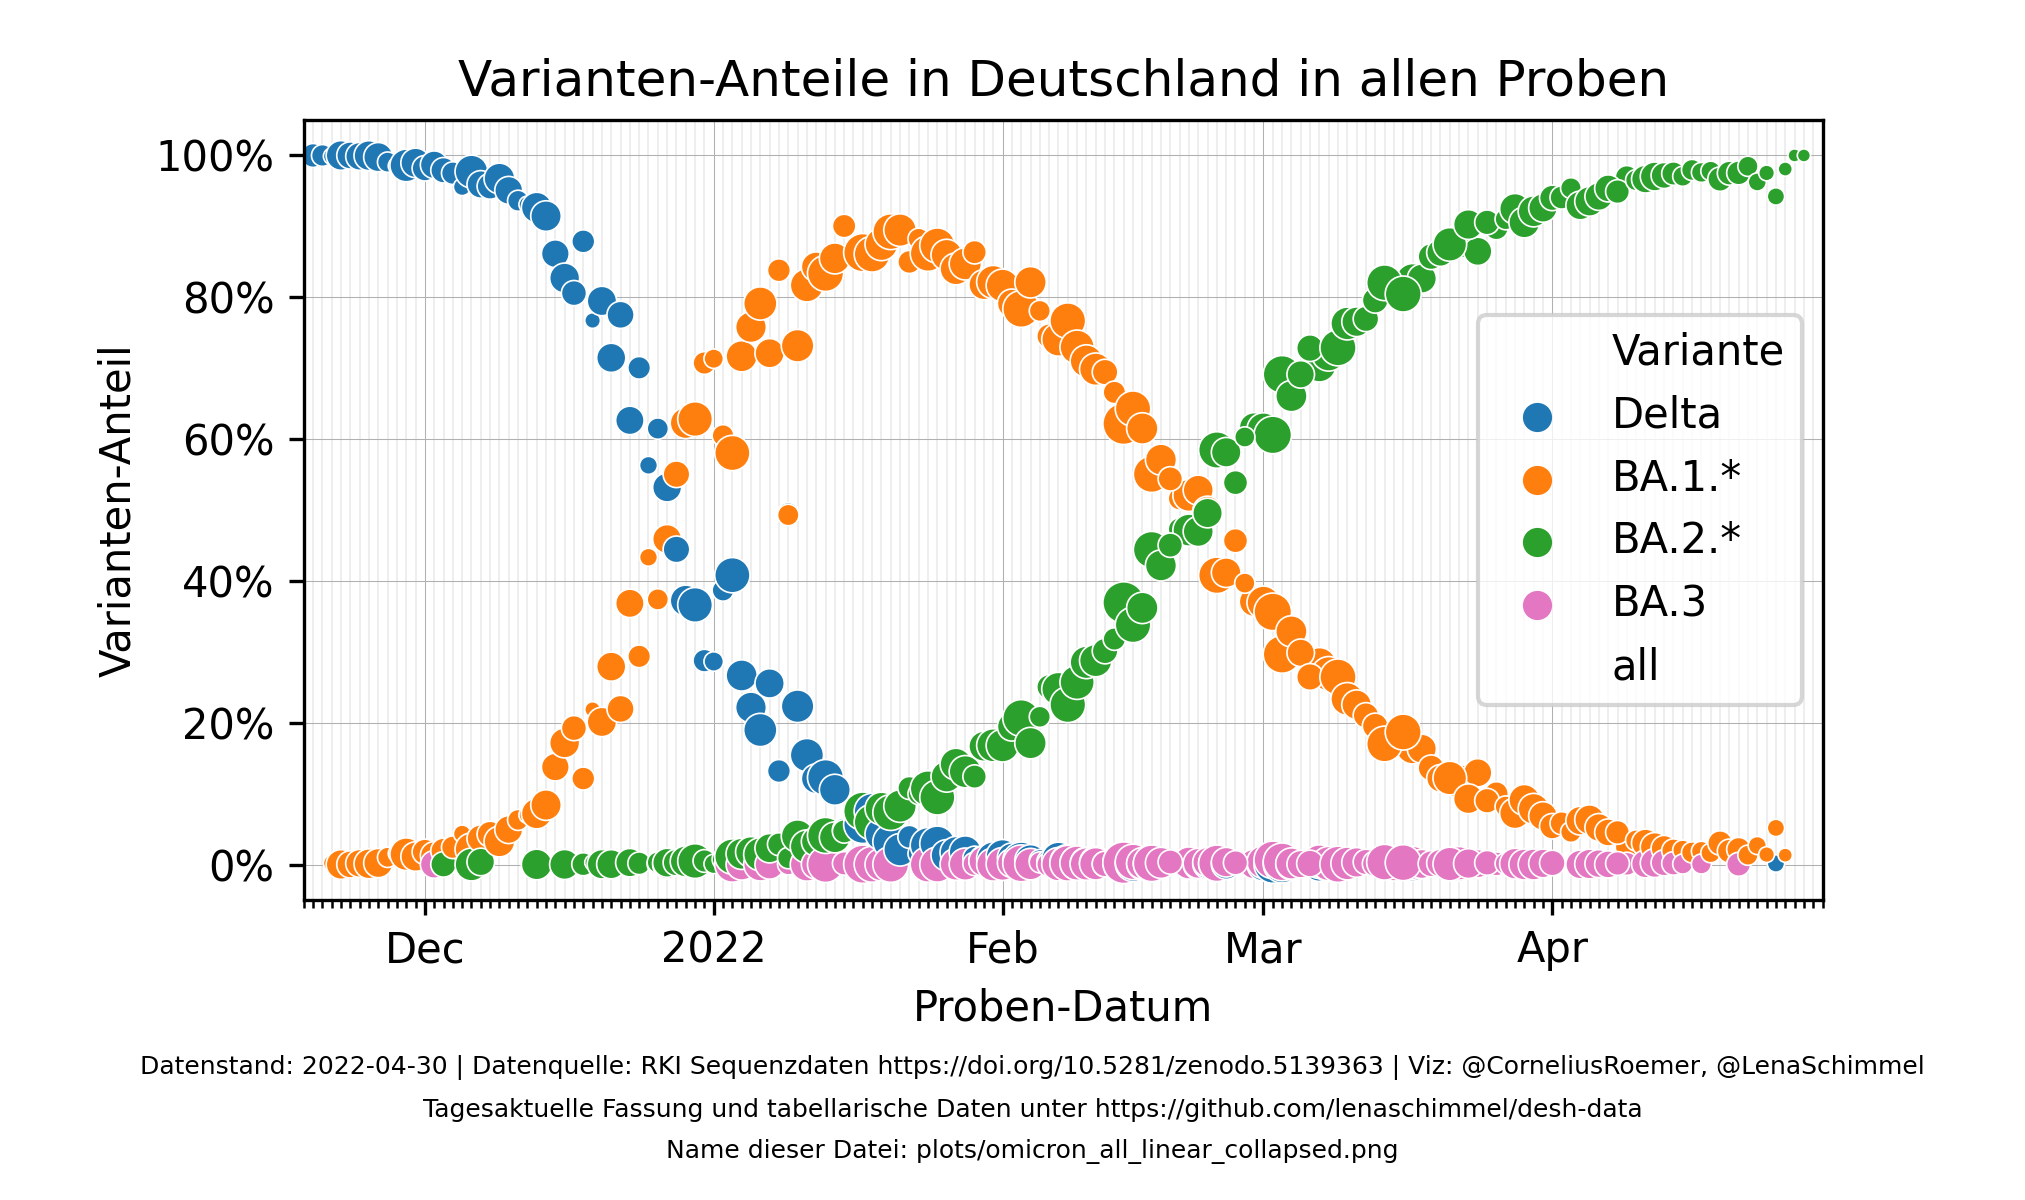 Varianten-Anteile in Deutschland in allen Proben
100%
80%
60%
40%
20%
0%
Varianten-Anteil
Variante
Delta
BA.1.*
BA.2.*
BA.3
all
Dec
2022
Feb
Mar
Apr
Proben-Datum
Datenstand: 2022-04-30 | Datenquelle: RKI Sequenzdaten https://doi.org/10.5281/zenodo.5139363 | Viz: @CorneliusRoemer, @LenaSchimmel
Tagesaktuelle Fassung und tabellarische Daten unter https://github.com/lenaschimmel/desh-data
Name dieser Datei: plots/omicron_all_linear_collapsed.png